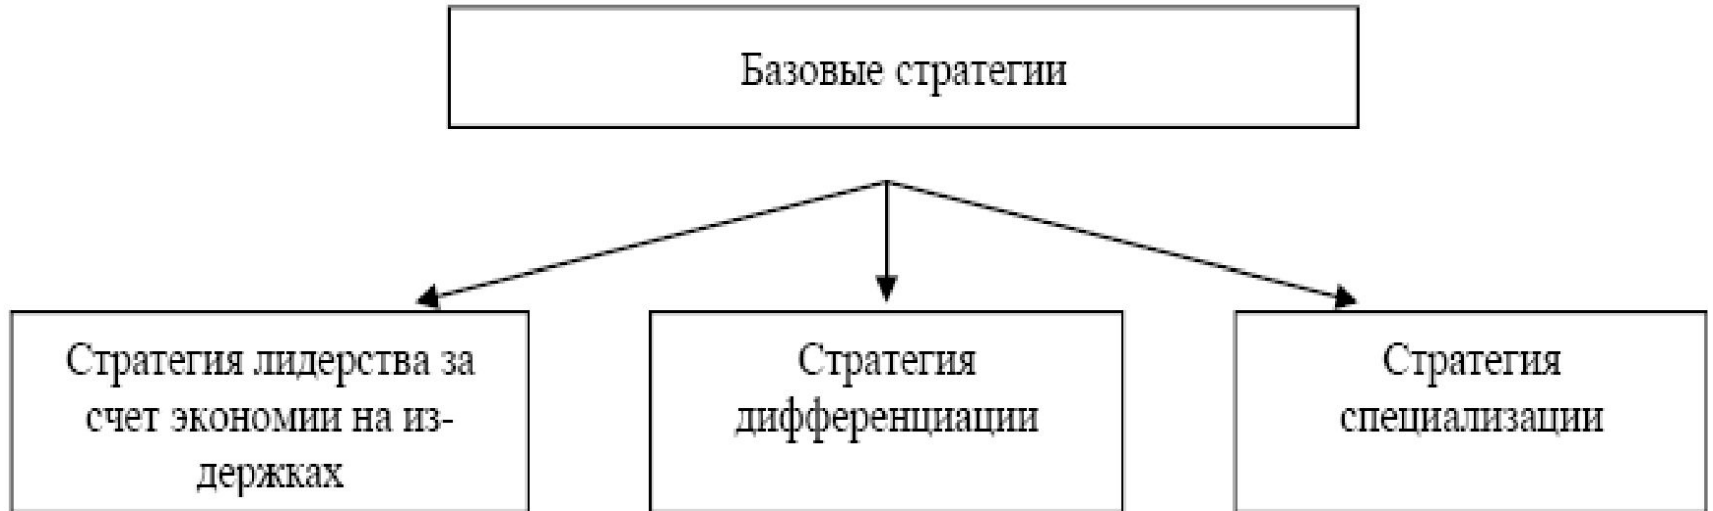 Базовые стратегии
Стратегия лидерства за
счет экономии на из-
держках
Стратегия
дифференциации
Стратегия
специализации